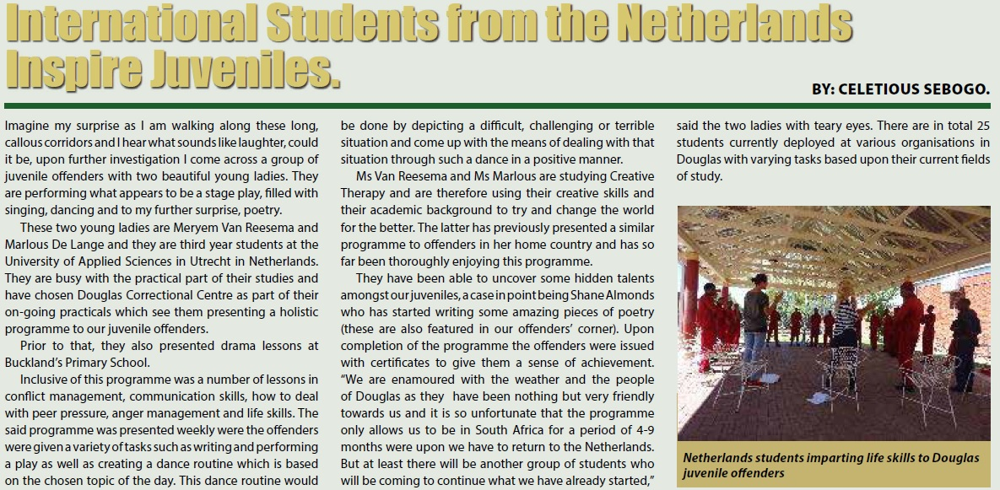 International Students from the Netherlands
Inspire Juveniles.
BY: CELETIOUS SEBOGO.
Imagine my surprise as I am walking along these long,
callous corridors and I hear what sounds like laughter, could
it be, upon further investigation I come across a group of
juvenile offenders with two beautiful young ladies. They
are performing what appears to be a stage play, filled with
singing, dancing and to my further surprise, poetry.
These two young ladies are Meryem Van Reesema and
Marlous De Lange and they are third year students at the
University of Applied Sciences in Utrecht in Netherlands.
They are busy with the practical part of their studies and
have chosen Douglas Correctional Centre as part of their
on-going practicals which see them presenting a holistic
programme to our juvenile offenders.
Prior to that, they also presented drama lessons at
Buckland's Primary School.
Inclusive of this programme was a number of lessons in
conflict management, communication skills, how to deal
with peer pressure, anger management and life skills. The
said programme was presented weekly were the offenders
were given a variety of tasks such as writing and performing
a play as well as creating a dance routine which is based
on the chosen topic of the day. This dance routine would
be done by depicting a difficult, challenging or terrible
situation and come up with the means of dealing with that
situation through such a dance in a positive manner.
Ms Van Reesema and Ms Marlous are studying Creative
Therapy and are therefore using their creative skills and
their academic background to try and change the world
for the better. The latter has previously presented a similar
programme to offenders in her home country and has so
far been thoroughly enjoying this programme.
They have been able to uncover some hidden talents
amongst our juveniles, a case in point being Shane Almonds
who has started writing some amazing pieces of poetry
(these are also featured in our offenders' corner). Upon
completion of the programme the offenders were issued
with certificates to give them a sense of achievement.
"We are enamoured with the weather and the people
of Douglas as they have been nothing but very friendly
towards us and it is so unfortunate that the programme
only allows us to be in South Africa for a period of 4-9
months were upon we have to return to the Netherlands.
But at least there will be another group of students who
will be coming to continue what we have already started,"
said the two ladies with teary eyes. There are in total 25
students currently deployed at various organisations in
Douglas with varying tasks based upon their current fields
of study.
Netherlands students imparting life skills to Douglas
juvenile offenders